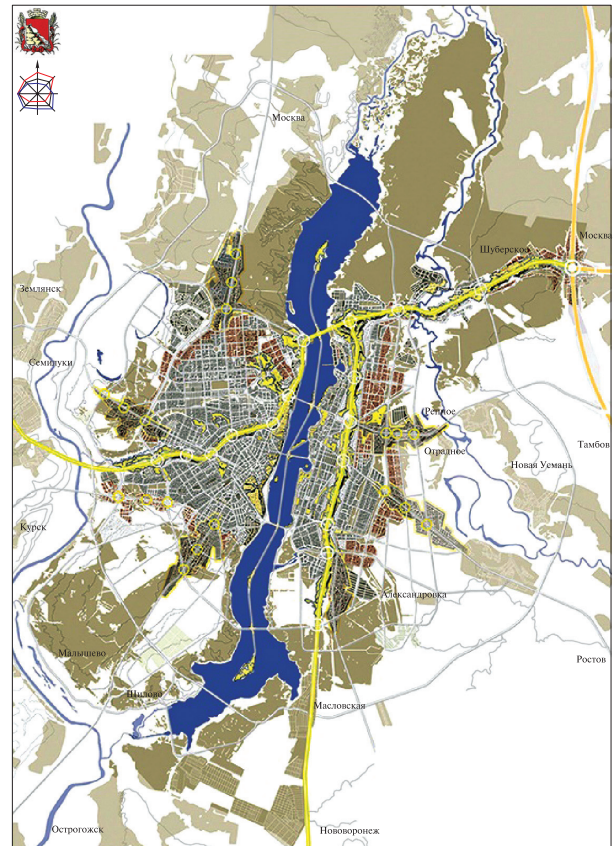 Москва
Москва
Шуберское
Землянск
Семилуки
Репное
Отрадное
Тамбов
Новая Усмань
Курск
Александровка
Малышево
Ростов
Шилово
Масловская
Острогожск
Нововоронеж